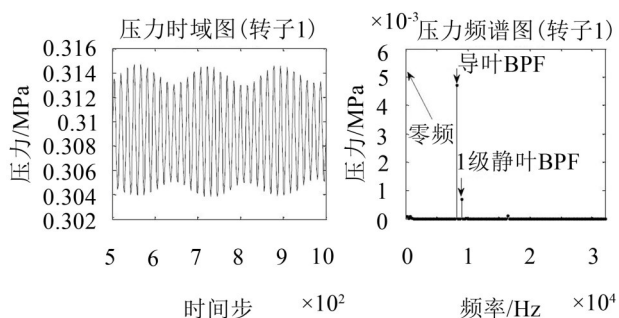 压力时域图(转子1)
压力/MPa
0.316
0.314
0.312
0.31
0.308
0.306
0.304
0.302
5 6 7 8 9 10
时间步 ×10²
×10⁻³
压力频谱图(转子1)
压力/MPa
6
5
4
3
2
1
0
导叶BPF
零频
1级静叶BPF
0 1 2 3
频率/Hz ×10⁴